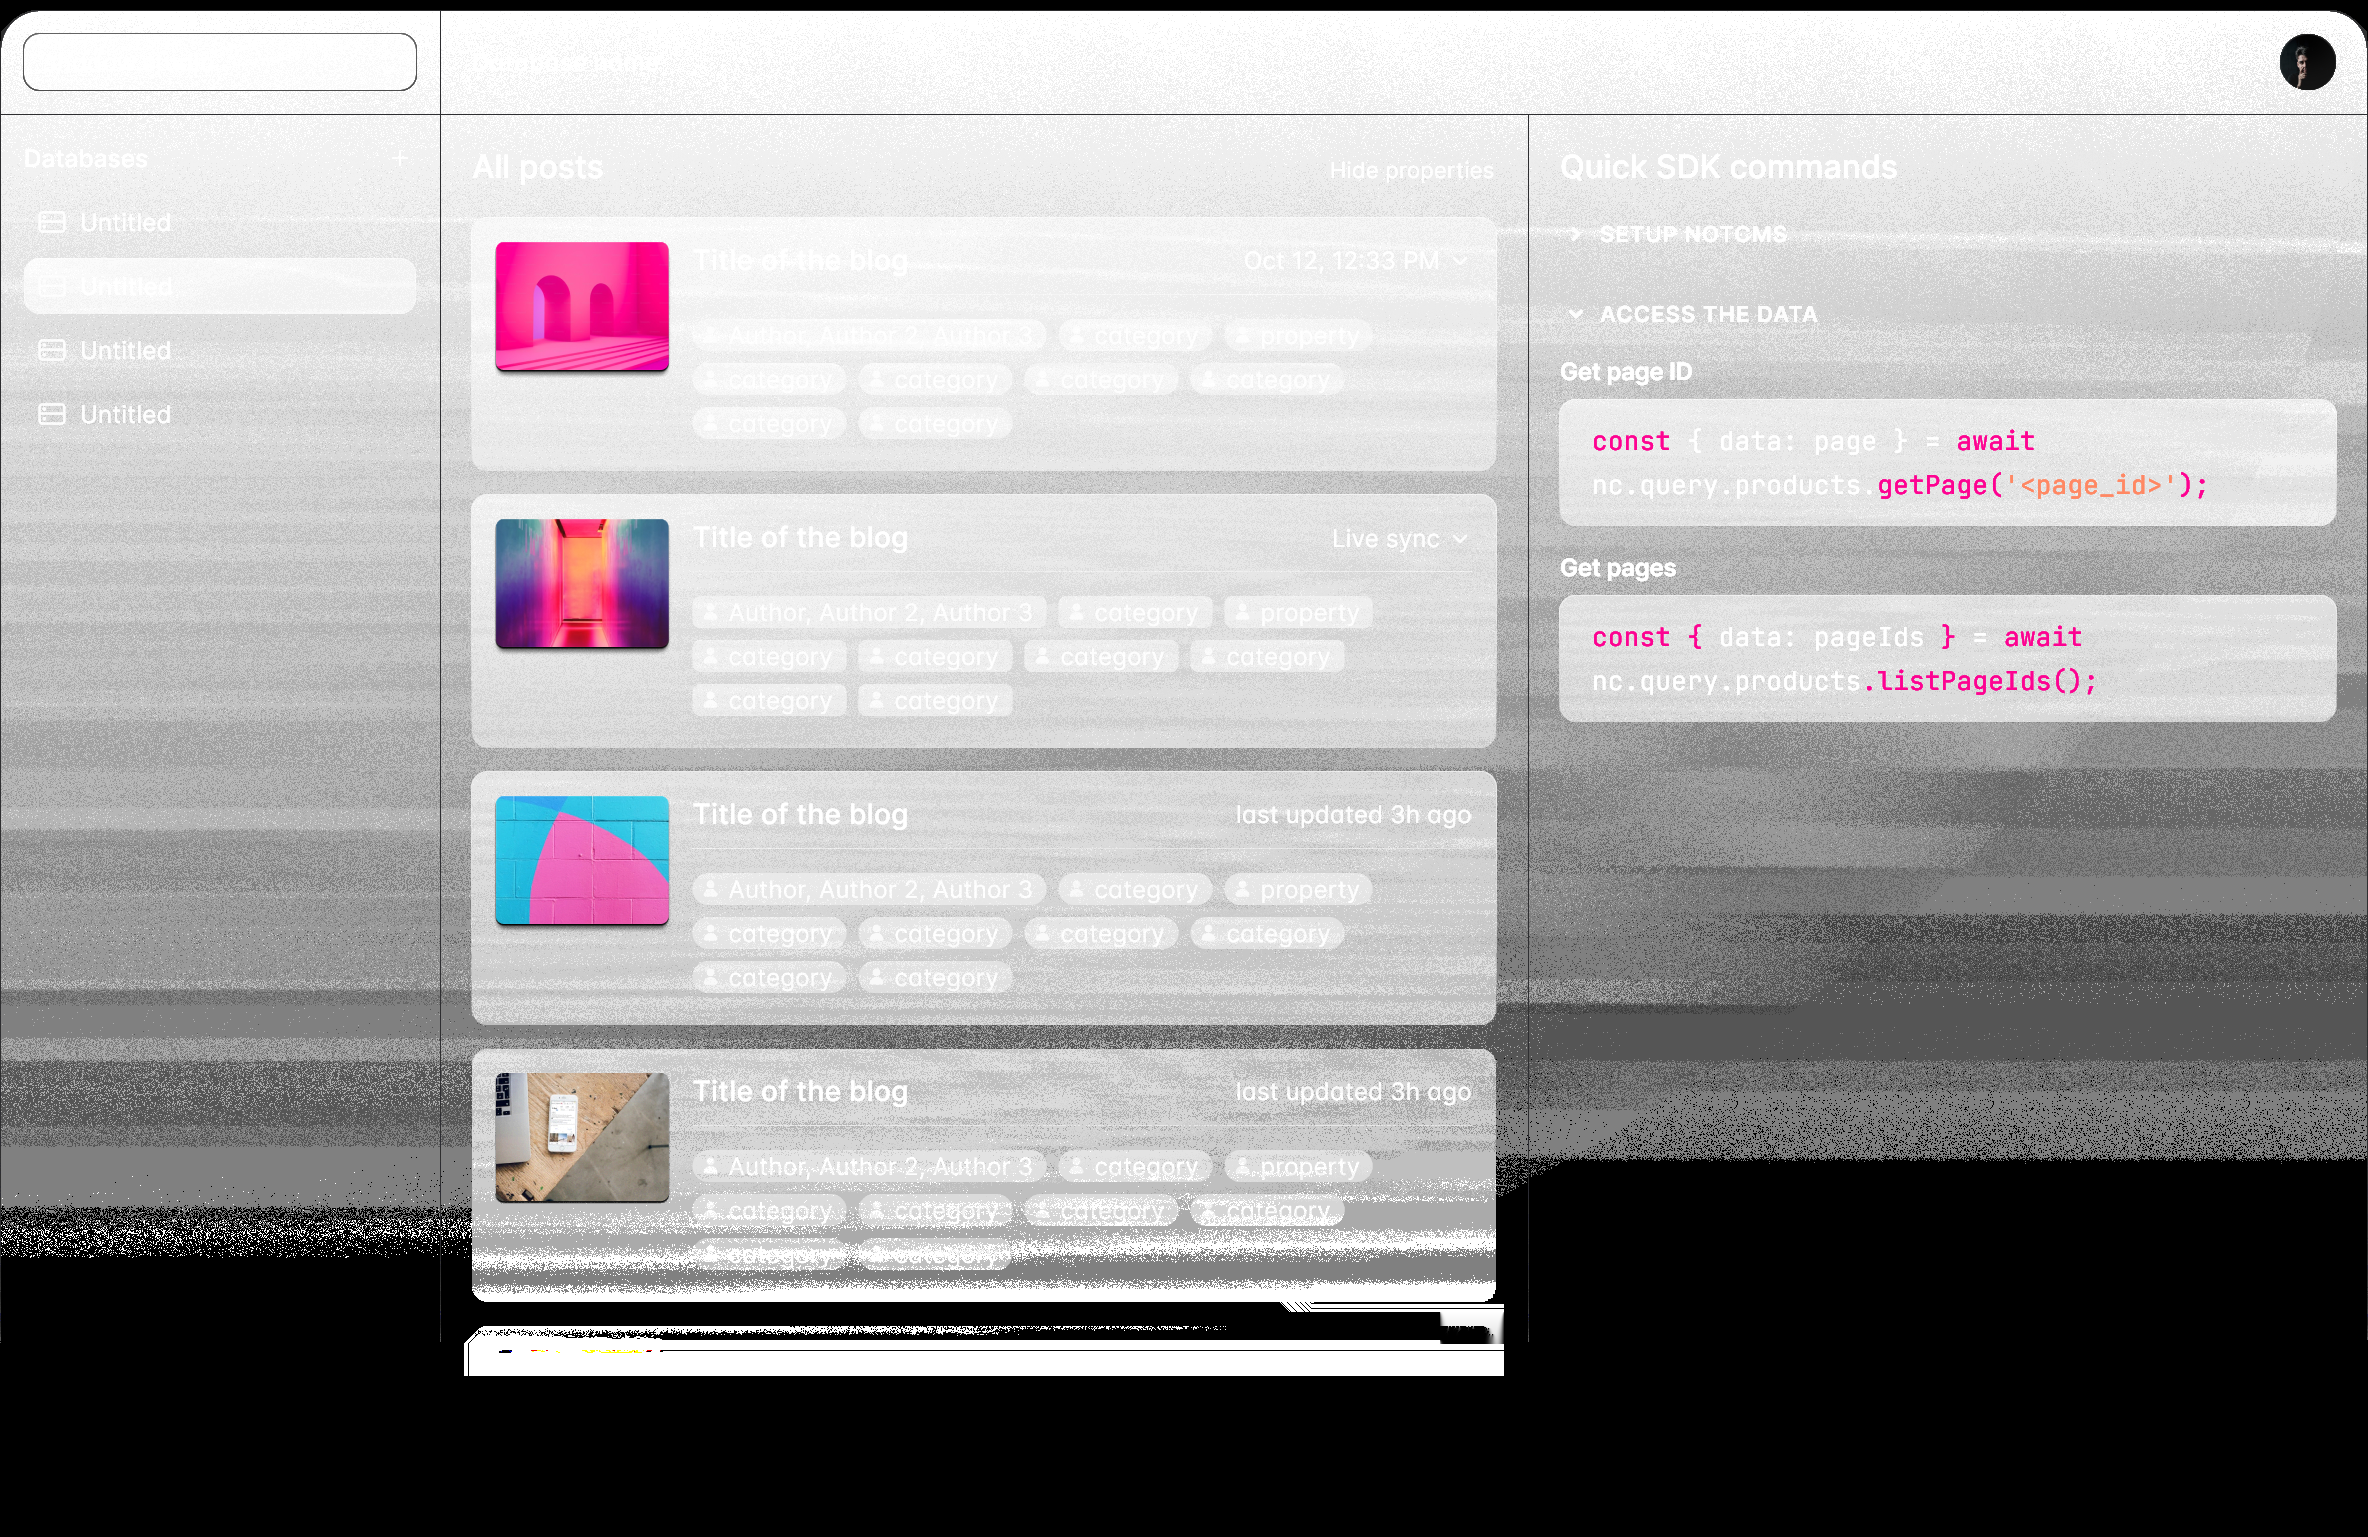 Databases
+
Untitled
Untitled
Untitled
Untitled
All posts
Hide properties
Title of the blog
Oct 12, 12:33 PM
Author, Author 2, Author 3
category
property
category
category
category
category
category
category
Title of the blog
Live sync
Author, Author 2, Author 3
category
property
category
category
category
category
category
category
Title of the blog
last updated 3h ago
Author, Author 2, Author 3
category
property
category
category
category
category
category
category
Title of the blog
last updated 3h ago
Author, Author 2, Author 3
category
property
category
category
category
category
category
category
Quick SDK commands
SETUP NOTCMS
ACCESS THE DATA
Get page ID
const { data: page } = await
nc.query.products.getPage('<page_id>');
Get pages
const { data: pageIds } = await
nc.query.products.listPageIds();